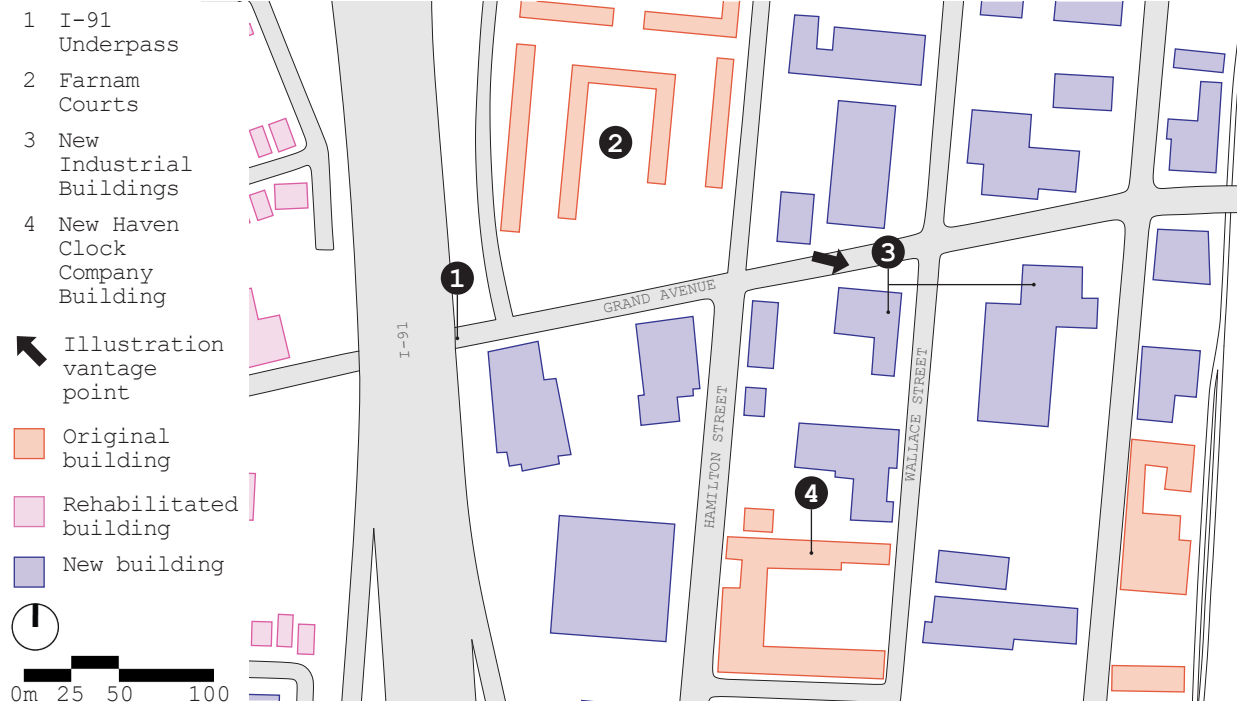 1 I-91
Underpass
2 Farnam
Courts
3 New
Industrial
Buildings
4 New Haven
Clock
Company
Building
Illustration
vantage
point
Original
building
Rehabilitated
building
New building
0m 25 50 100
I-91
1
2
3
4
GRAND AVENUE
HAMILTON STREET
WALLACE STREET